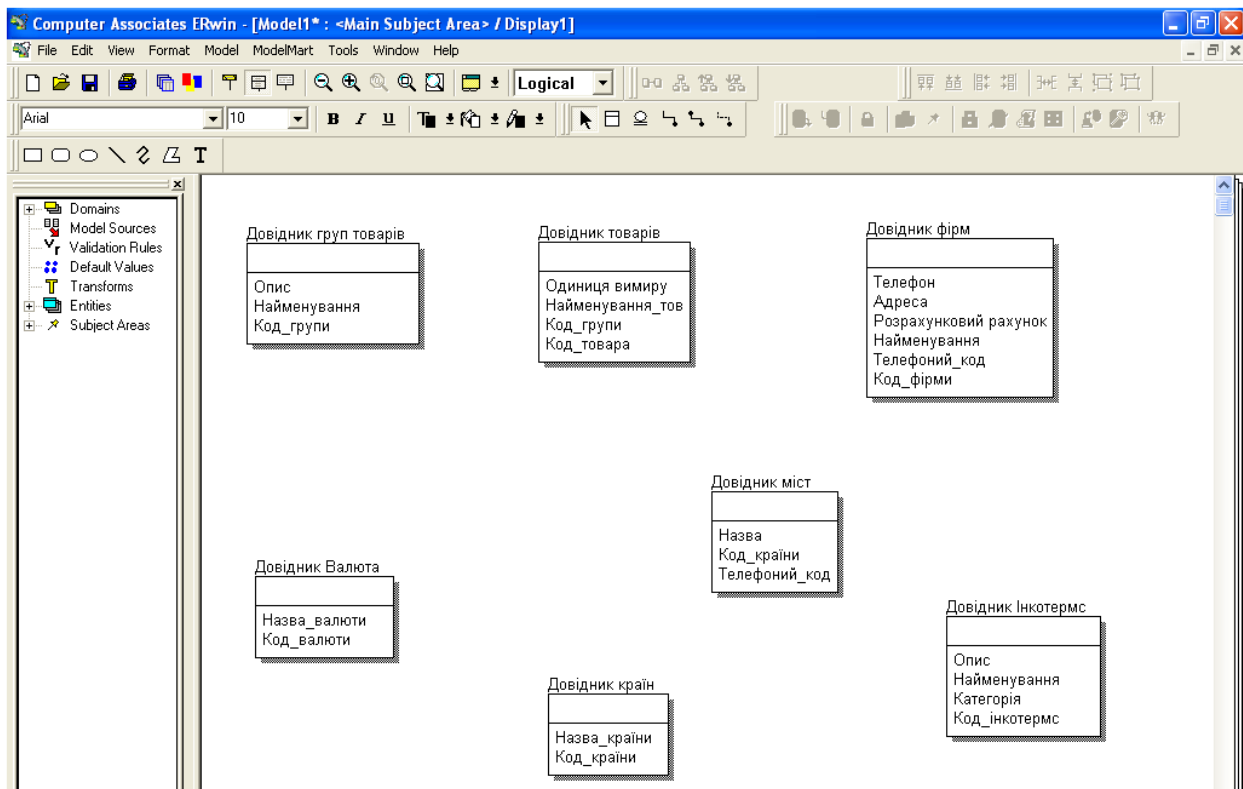 Computer Associates ERwin - [Model1* : <Main Subject Area> / Display1]
File Edit View Format Model ModelMart Tools Window Help
Logical
Arial 10 B I U
T
Domains
Model Sources
Validation Rules
Default Values
Transforms
Entities
Subject Areas
Довідник груп товарів
Опис
Найменування
Код_групи
Довідник товарів
Одиниця вимиру
Найменування_тов
Код_групи
Код_товара
Довідник фірм
Телефон
Адреса
Розрахунковий рахунок
Найменування
Телефоний_код
Код_фірми
Довідник міст
Назва
Код_країни
Телефоний_код
Довідник Валюта
Назва_валюти
Код_валюти
Довідник Інкотермс
Опис
Найменування
Категорія
Код_інкотермс
Довідник країн
Назва_країни
Код_країни